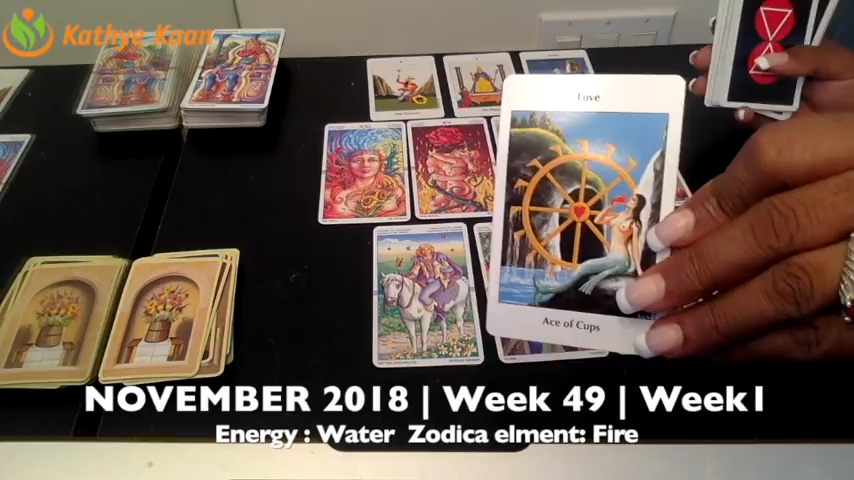 Kathye Kaan
Love
Ace of Cups
NOVEMBER 2018 | Week 49 | Week1
Energy : Water Zodica elment: Fire